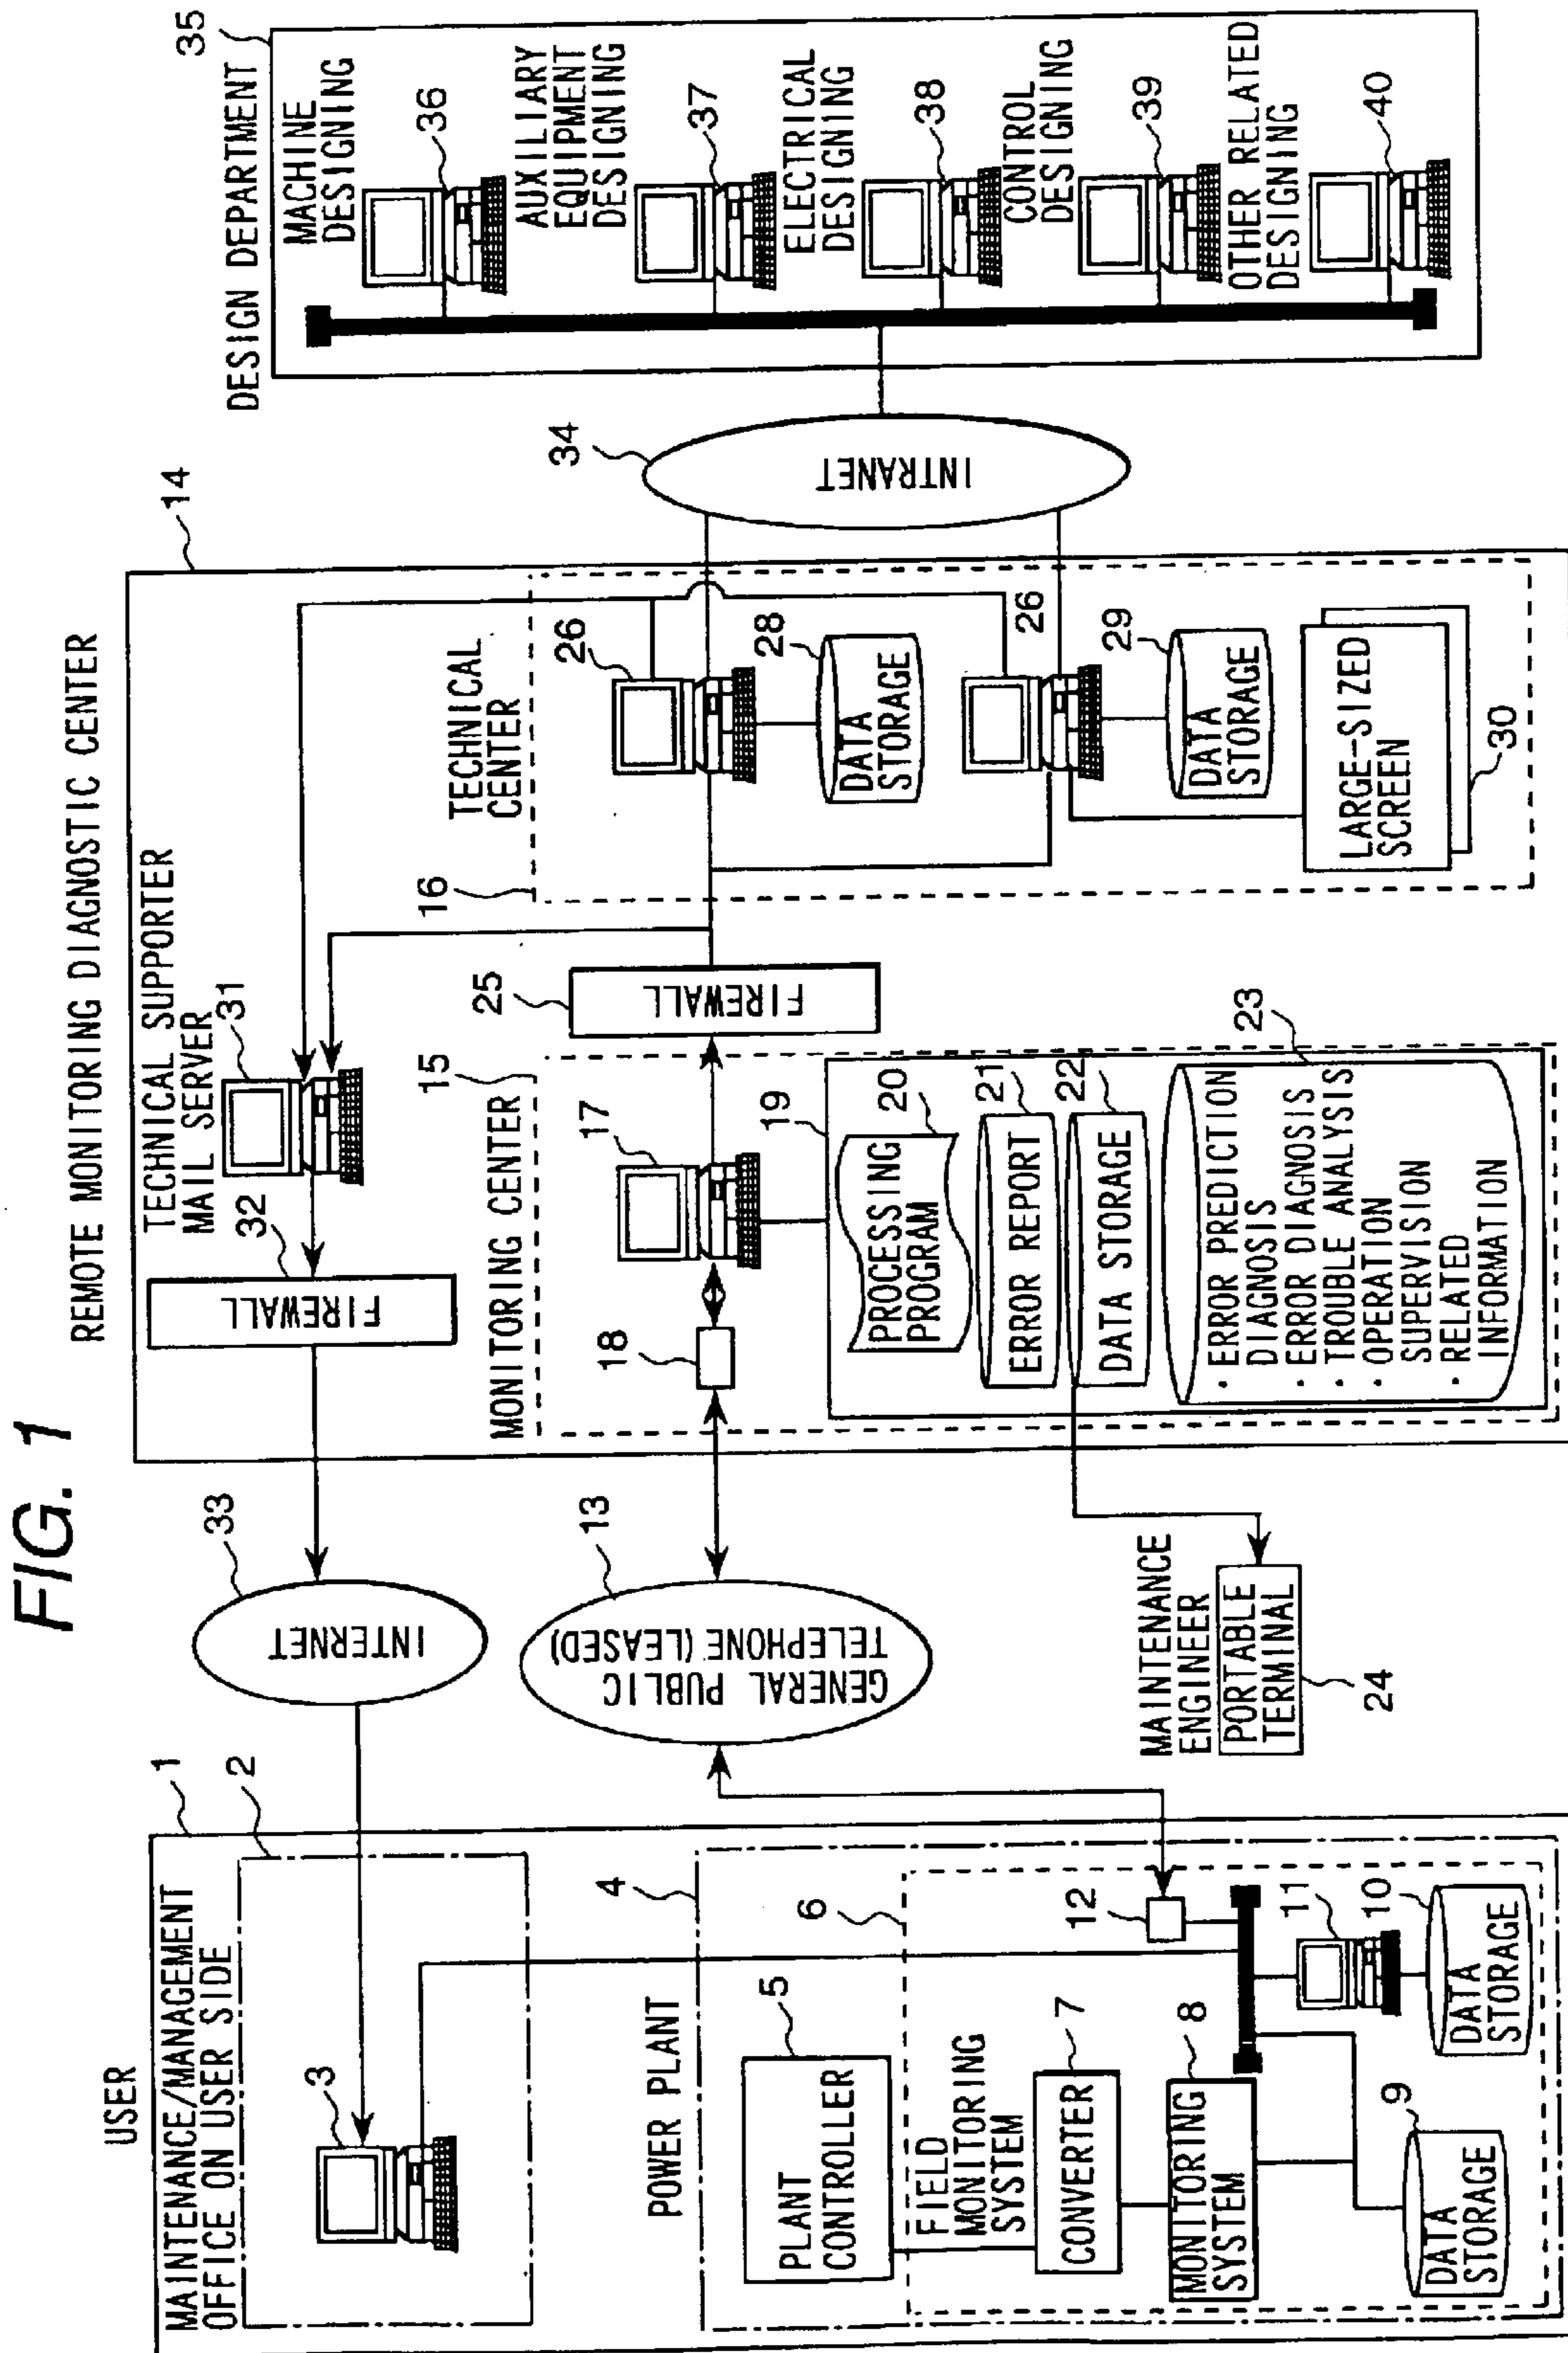 FIG. 1
USER
1
MAINTENANCE/MANAGEMENT
OFFICE ON USER SIDE
2
3
POWER PLANT
4
PLANT
CONTROLLER
5
FIELD
MONITORING
SYSTEM
6
CONVERTER
7
MONITORING
SYSTEM
8
DATA
STORAGE
9
DATA
STORAGE
10
11
12
INTERNET
33
GENERAL PUBLIC
TELEPHONE (LEASED)
13
MAINTENANCE
ENGINEER
PORTABLE
TERMINAL
24
REMOTE MONITORING DIAGNOSTIC CENTER
14
TECHNICAL SUPPORTER
MAIL SERVER
31
FIREWALL
32
MONITORING CENTER
15
17
18
19
PROCESSING
PROGRAM
20
ERROR REPORT
21
DATA STORAGE
22
23
· ERROR PREDICTION
DIAGNOSIS
· ERROR DIAGNOSIS
· TROUBLE ANALYSIS
· OPERATION
SUPERVISION
· RELATED
INFORMATION
FIREWALL
25
TECHNICAL
CENTER
16
26
DATA
STORAGE
28
26
DATA
STORAGE
29
LARGE-SIZED
SCREEN
30
INTRANET
34
DESIGN DEPARTMENT
35
MACHINE
DESIGNING
36
AUXILIARY
EQUIPMENT
DESIGNING
37
ELECTRICAL
DESIGNING
38
CONTROL
DESIGNING
39
OTHER RELATED
DESIGNING
40